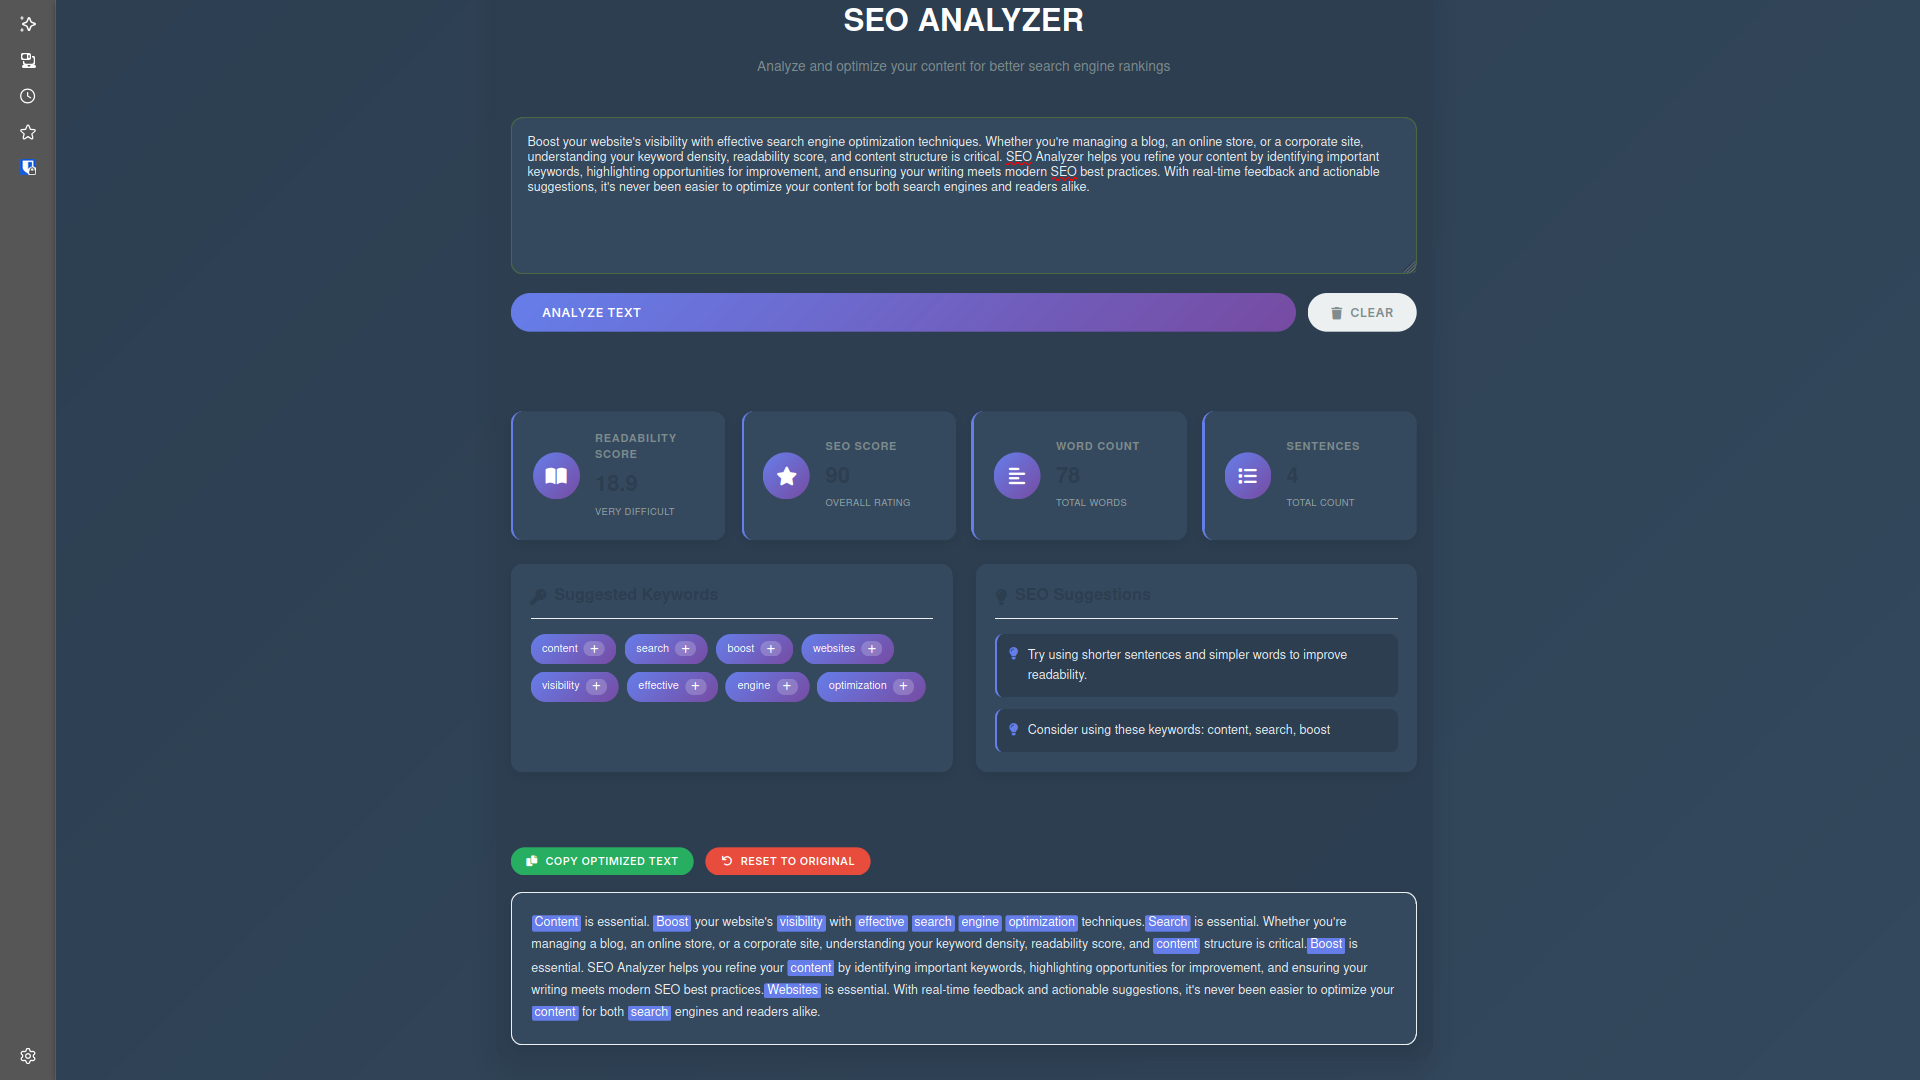 SEO ANALYZER
Analyze and optimize your content for better search engine rankings
Boost your website's visibility with effective search engine optimization techniques. Whether you're managing a blog, an online store, or a corporate site,
understanding your keyword density, readability score, and content structure is critical. SEO Analyzer helps you refine your content by identifying important
keywords, highlighting opportunities for improvement, and ensuring your writing meets modern SEO best practices. With real-time feedback and actionable
suggestions, it's never been easier to optimize your content for both search engines and readers alike.
ANALYZE TEXT
CLEAR
READABILITY
SCORE
18.9
VERY DIFFICULT
SEO SCORE
90
OVERALL RATING
WORD COUNT
78
TOTAL WORDS
SENTENCES
4
TOTAL COUNT
Suggested Keywords
content +
search +
boost +
websites +
visibility +
effective +
engine +
optimization +
SEO Suggestions
Try using shorter sentences and simpler words to improve
readability.
Consider using these keywords: content, search, boost
COPY OPTIMIZED TEXT
RESET TO ORIGINAL
Content is essential. Boost your website's visibility with effective search engine optimization techniques. Search is essential. Whether you're
managing a blog, an online store, or a corporate site, understanding your keyword density, readability score, and content structure is critical. Boost is
essential. SEO Analyzer helps you refine your content by identifying important keywords, highlighting opportunities for improvement, and ensuring your
writing meets modern SEO best practices. Websites is essential. With real-time feedback and actionable suggestions, it's never been easier to optimize your
content for both search engines and readers alike.